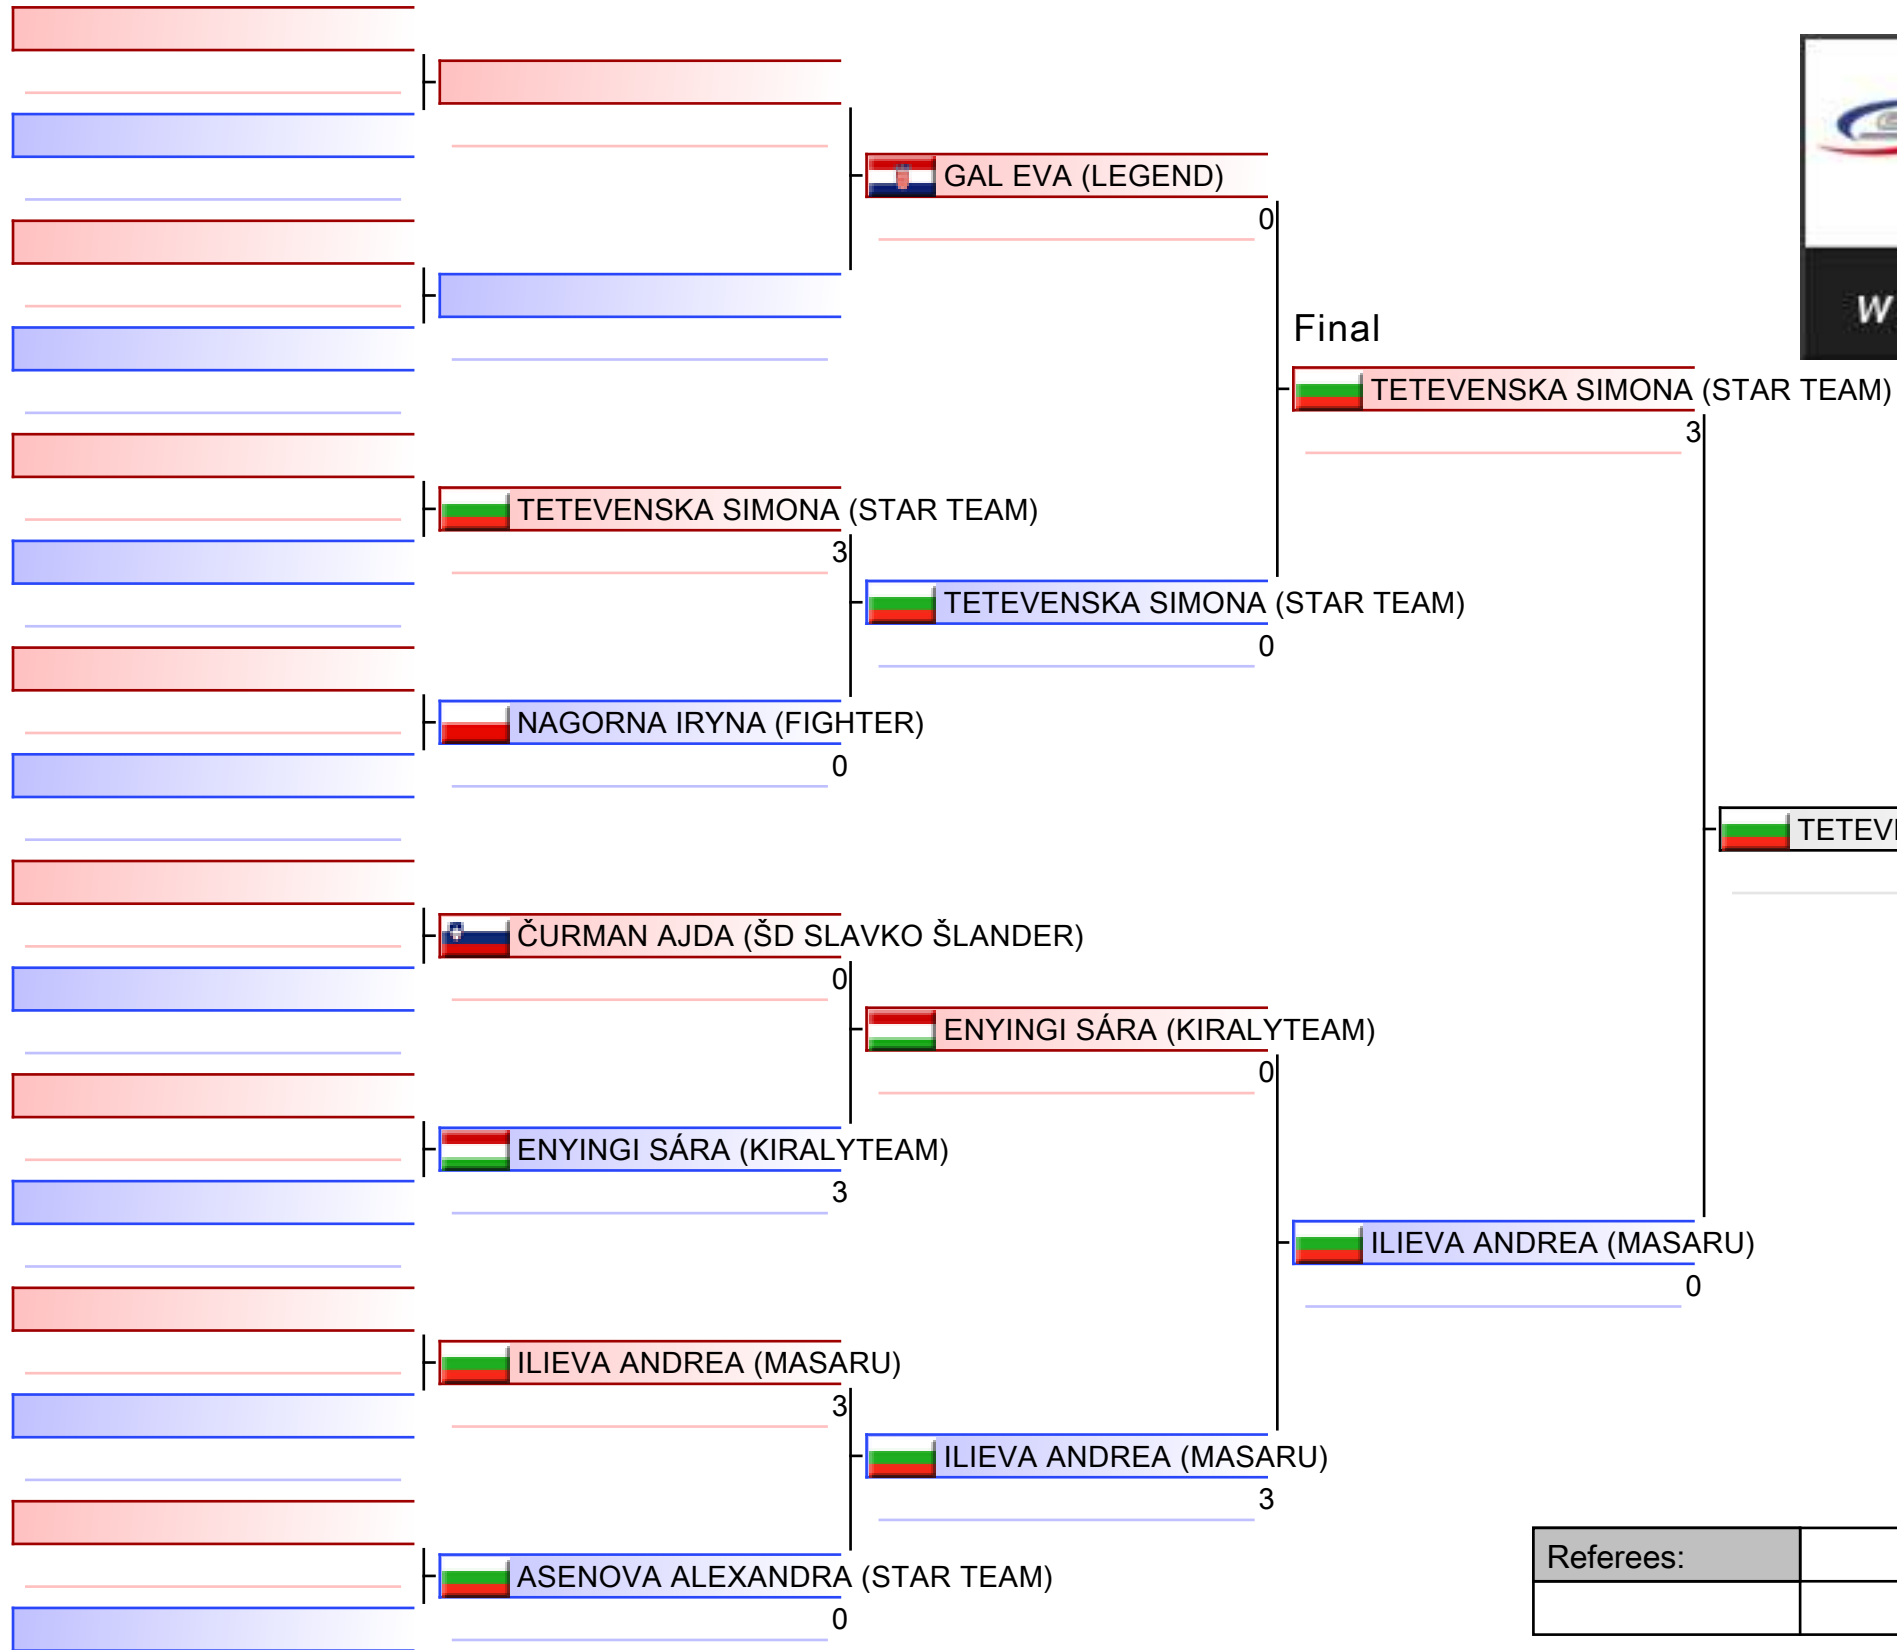 GAL EVA (LEGEND)
0
Final
TETEVENSKA SIMONA (STAR TEAM)
3
TETEVENSKA SIMONA (STAR TEAM)
3
TETEVENSKA SIMONA (STAR TEAM)
0
NAGORNA IRYNA (FIGHTER)
0
ČURMAN AJDA (ŠD SLAVKO ŠLANDER)
0
ENYINGI SÁRA (KIRALYTEAM)
0
ENYINGI SÁRA (KIRALYTEAM)
3
ILIEVA ANDREA (MASARU)
0
ILIEVA ANDREA (MASARU)
3
ILIEVA ANDREA (MASARU)
3
ASENOVA ALEXANDRA (STAR TEAM)
0
W
Referees: